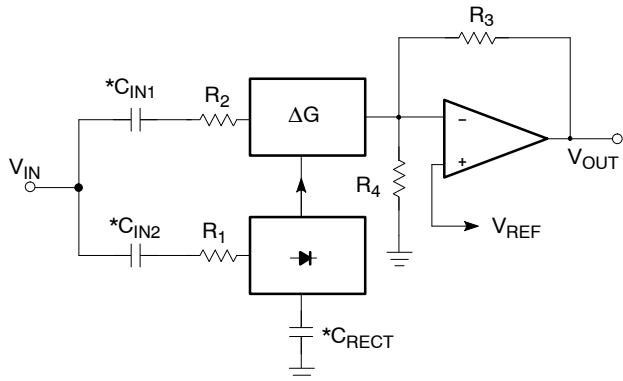 R3
*CIN1
R2
ΔG
−
+
VOUT
VIN
R4
VREF
*CIN2
R1
*CRECT